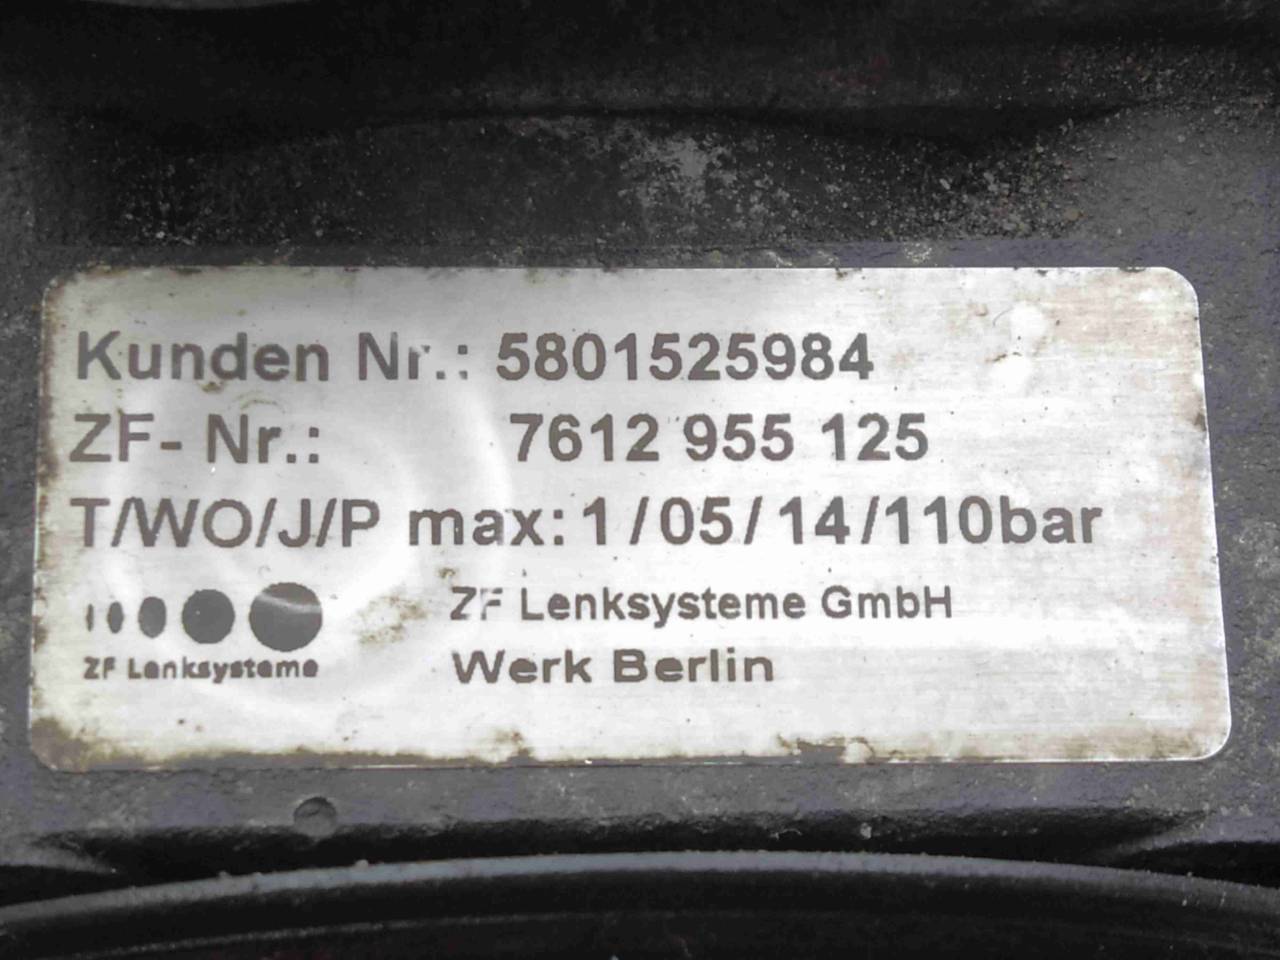 Kunden Nr.: 5801525984
ZF- Nr.: 7612 955 125
T/WO/J/P max: 1/05/14/110bar
ZF Lenksysteme GmbH
ZF Lenksysteme
Werk Berlin